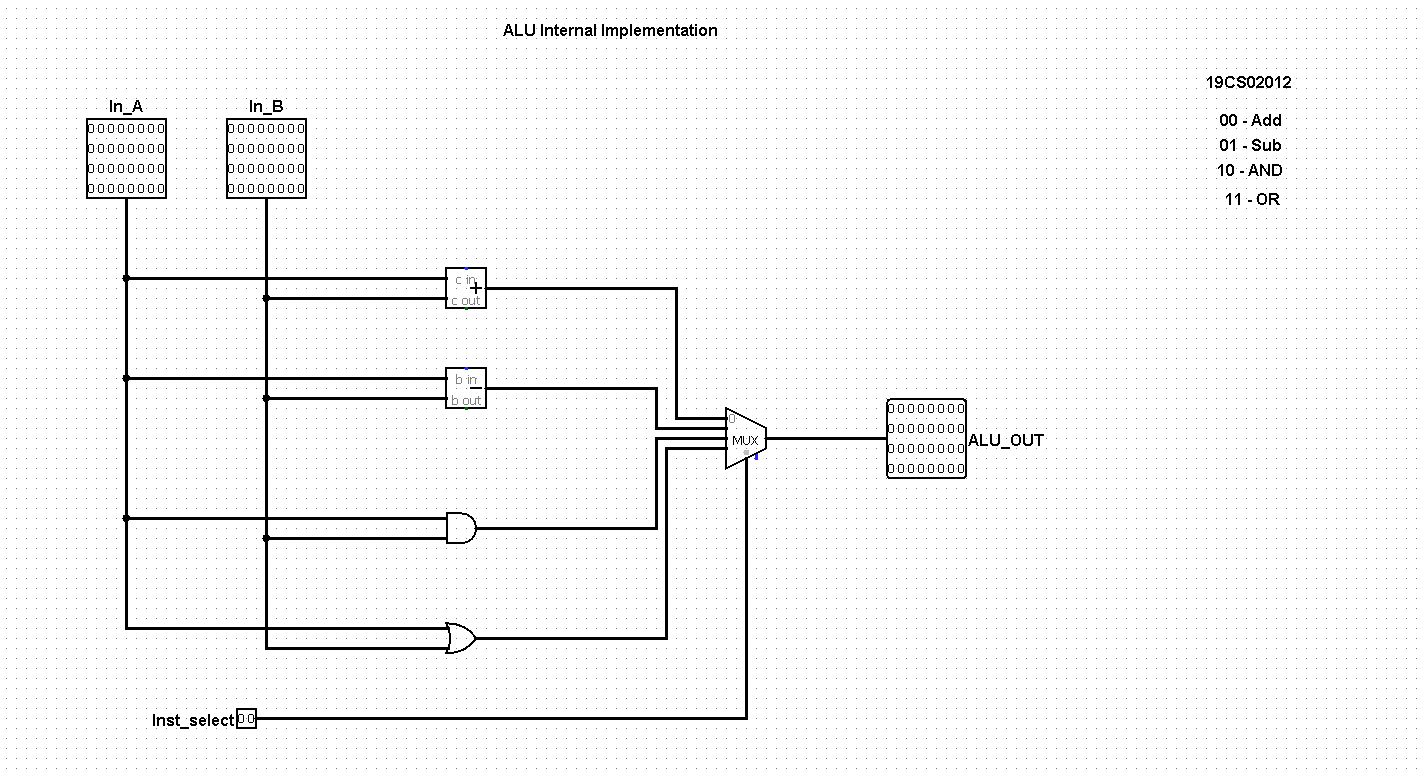 ALU Internal Implementation
19CS02012
00 - Add
01 - Sub
10 - AND
11 - OR
In_A
In_B
00000000
00000000
00000000
00000000
00000000
00000000
00000000
00000000
c in
+
c out
b in
−
b out
0
MUX
00000000
00000000
00000000
00000000
ALU_OUT
Inst_select
00